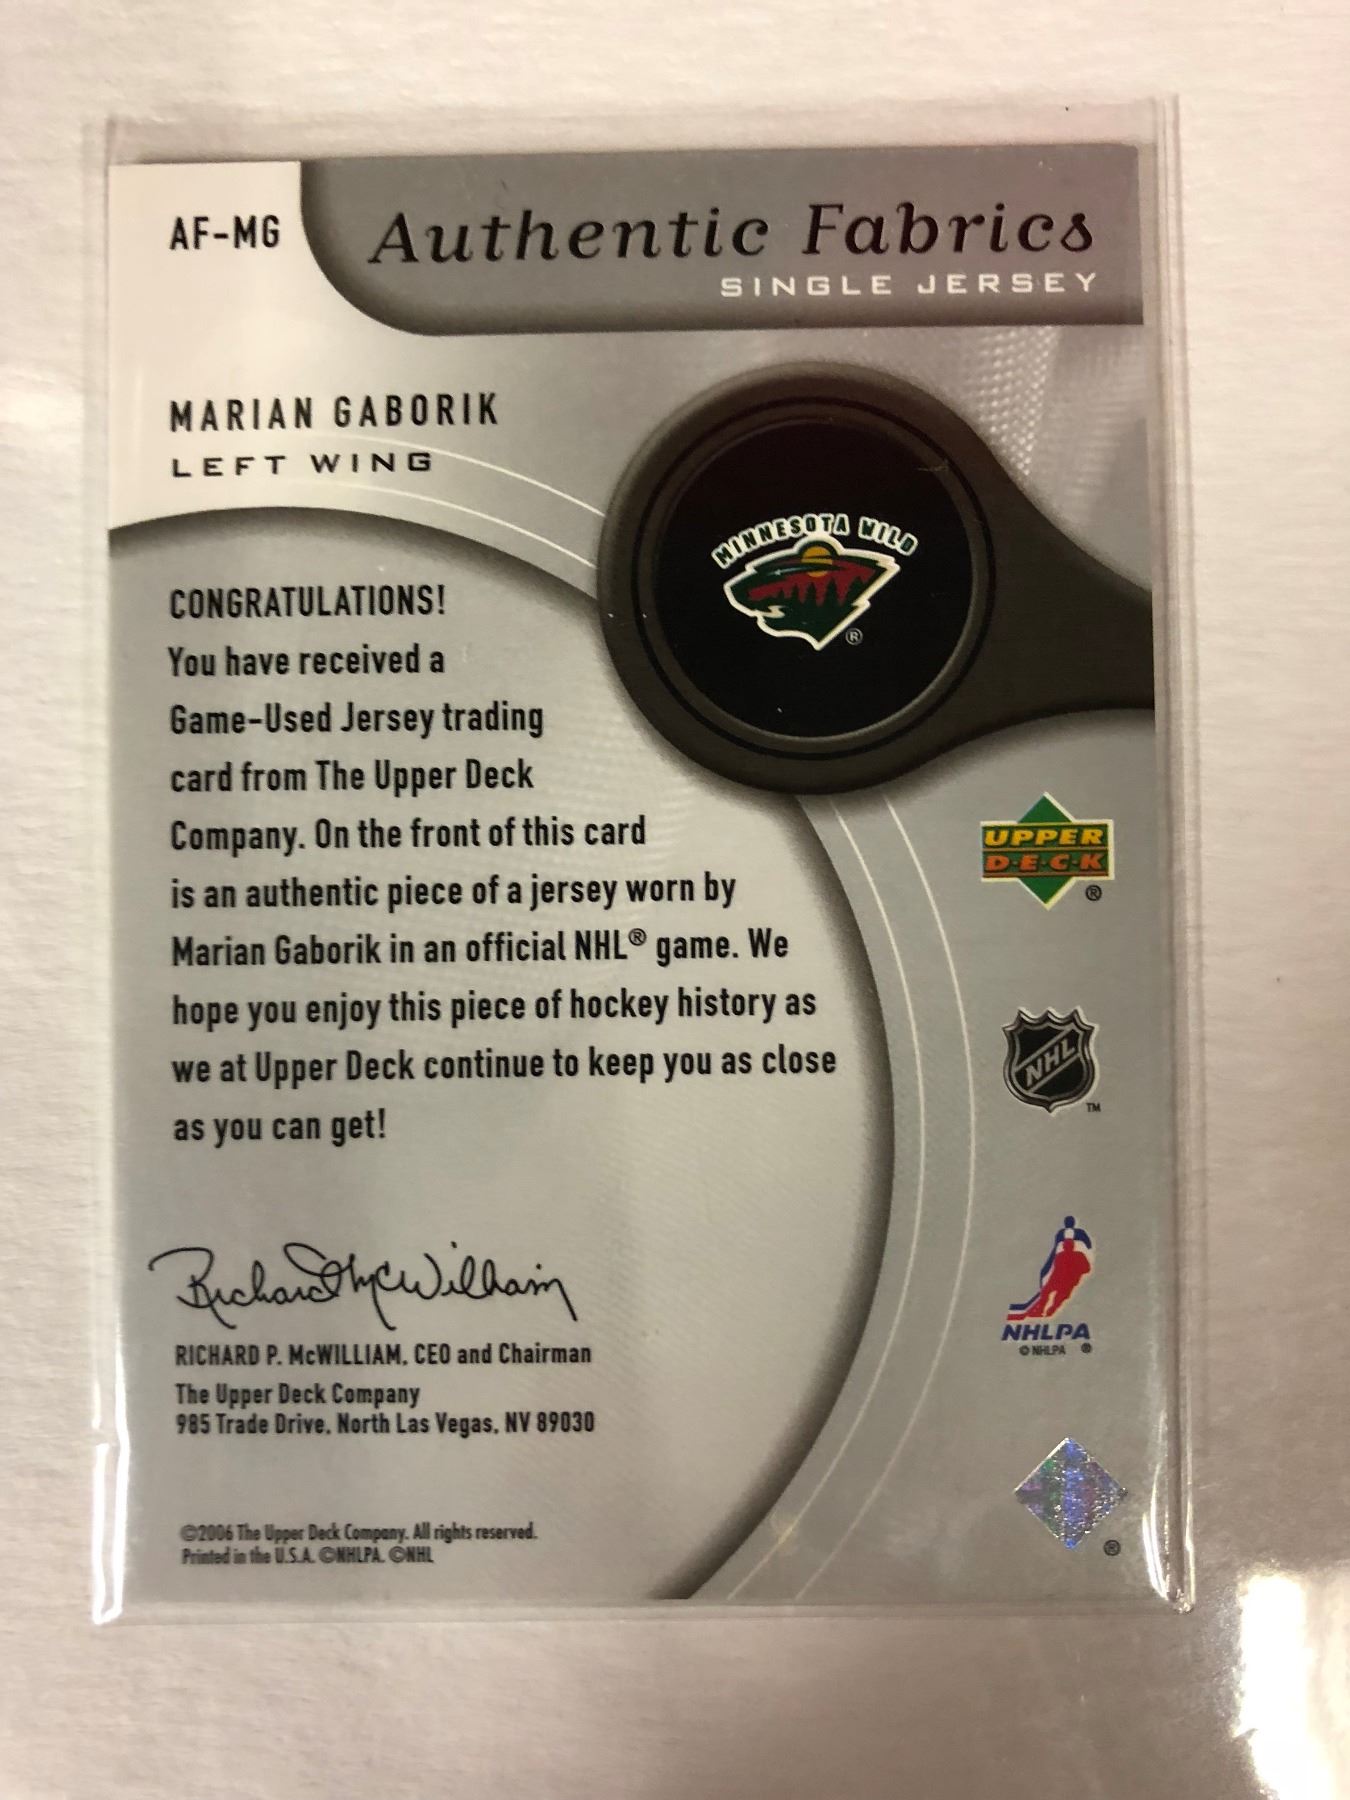 AF-MG
Authentic Fabrics
SINGLE JERSEY
MARIAN GABORIK
LEFT WING
MINNESOTA WILD
®
CONGRATULATIONS!
You have received a
Game-Used Jersey trading
card from The Upper Deck
Company. On the front of this card
is an authentic piece of a jersey worn by
Marian Gaborik in an official NHL® game. We
hope you enjoy this piece of hockey history as
we at Upper Deck continue to keep you as close
as you can get!
UPPER
D·E·C·K
®
NHL
TM
NHLPA
© NHLPA ®
Richard McWilliam
RICHARD P. McWILLIAM, CEO and Chairman
The Upper Deck Company
985 Trade Drive, North Las Vegas, NV 89030
©2006 The Upper Deck Company. All rights reserved.
Printed in the U.S.A. ©NHLPA. ©NHL
®